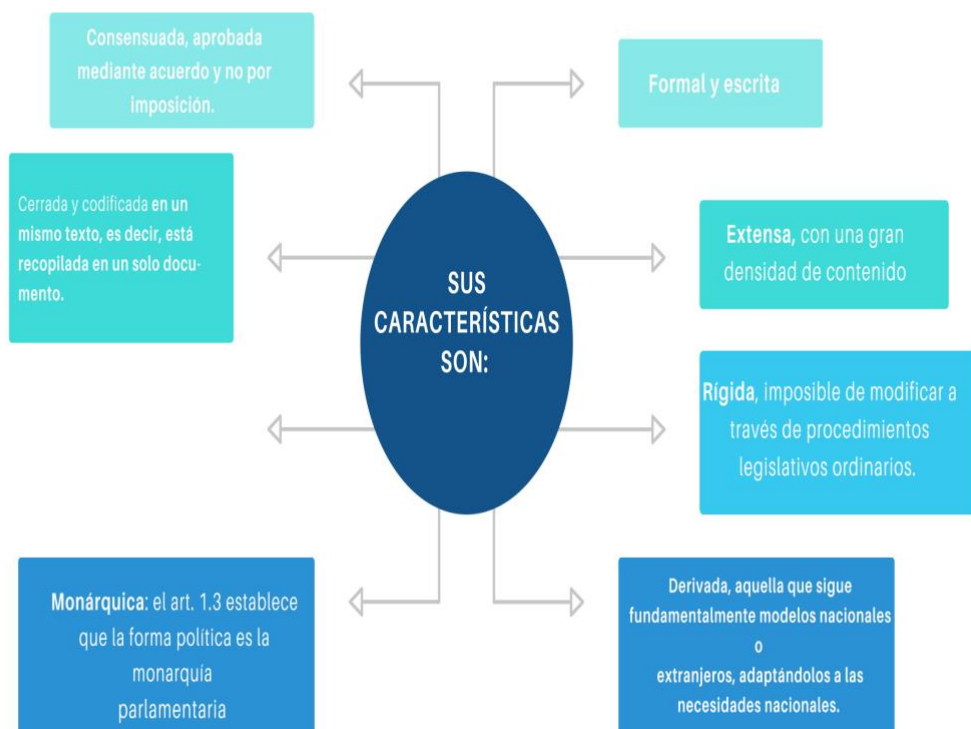 Consensuada, aprobada
mediante acuerdo y no por
imposición.
Formal y escrita
Cerrada y codificada en un
mismo texto, es decir, está
recopilada en un solo docu-
mento.
Extensa, con una gran
densidad de contenido
SUS
CARACTERÍSTICAS
SON:
Rígida, imposible de modificar a
través de procedimientos
legislativos ordinarios.
Monárquica: el art. 1.3 establece
que la forma política es la
monarquía
parlamentaria
Derivada, aquella que sigue
fundamentalmente modelos nacionales
o
extranjeros, adaptándolos a las
necesidades nacionales.